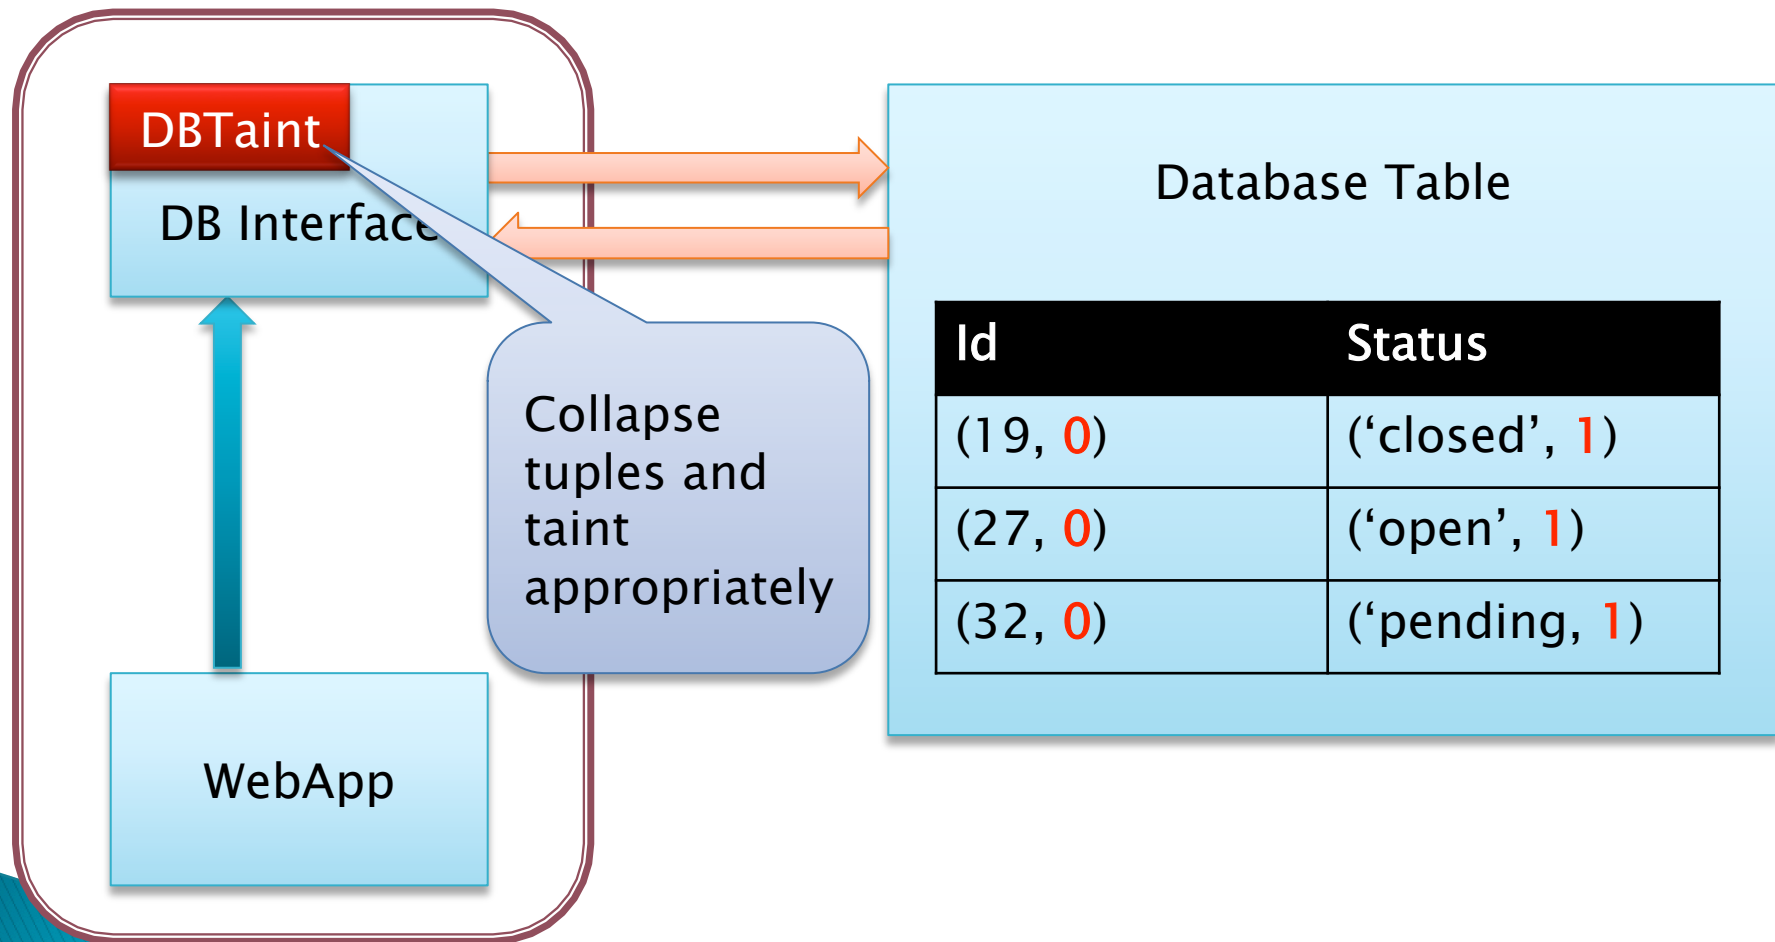 DBTaint
DB Interface
Database Table
Id Status
(19, 0) (‘closed’, 1)
(27, 0) (‘open’, 1)
(32, 0) (‘pending, 1)
Collapse
tuples and
taint
appropriately
WebApp